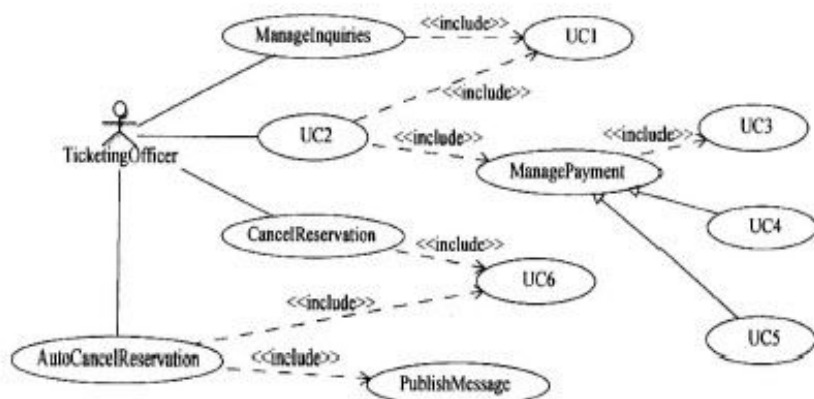 ManageInquiries
<<include>>
UC1
<<include>>
UC2
<<include>>
<<include>>
UC3
TicketingOfficer
ManagePayment
UC4
CancelReservation
<<include>>
<<include>>
UC6
UC5
AutoCancelReservation
<<include>>
PublishMessage